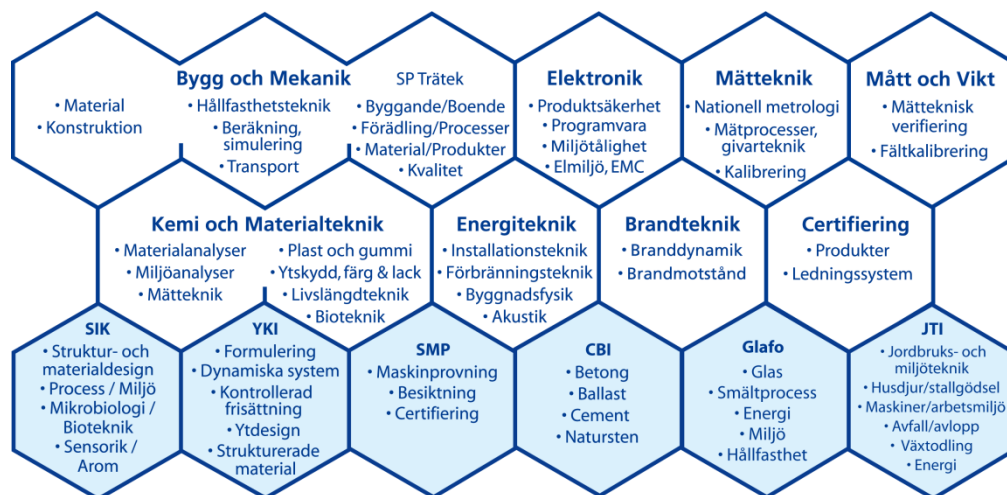 Bygg och Mekanik
• Material
• Konstruktion
• Hållfasthetsteknik
• Beräkning,
simulering
• Transport
SP Trätek
• Byggande/Boende
• Förädling/Processer
• Material/Produkter
• Kvalitet
Elektronik
• Produktsäkerhet
• Programvara
• Miljötålighet
• Elmiljö, EMC
Mätteknik
• Nationell metrologi
• Mätprocesser,
givarteknik
• Kalibrering
Mått och Vikt
• Mätteknisk
verifiering
• Fältkalibrering
Kemi och Materialteknik
• Materialanalyser
• Miljöanalyser
• Mätteknik
• Plast och gummi
• Ytskydd, färg & lack
• Livslängdteknik
• Bioteknik
Energiteknik
• Installationsteknik
• Förbränningsteknik
• Byggnadsfysik
• Akustik
Brandteknik
• Branddynamik
• Brandmotstånd
Certifiering
• Produkter
• Ledningssystem
SIK
• Struktur- och
materialdesign
• Process / Miljö
• Mikrobiologi /
Bioteknik
• Sensorik /
Arom
YKI
• Formulering
• Dynamiska system
• Kontrollerad
frisättning
• Ytdesign
• Strukturerade
material
SMP
• Maskinprovning
• Besiktning
• Certifiering
CBI
• Betong
• Ballast
• Cement
• Natursten
Glafo
• Glas
• Smältprocess
• Energi
• Miljö
• Hållfasthet
JTI
• Jordbruks- och
miljöteknik
• Husdjur/stallgödsel
• Maskiner/arbetsmiljö
• Avfall/avlopp
• Växtodling
• Energi